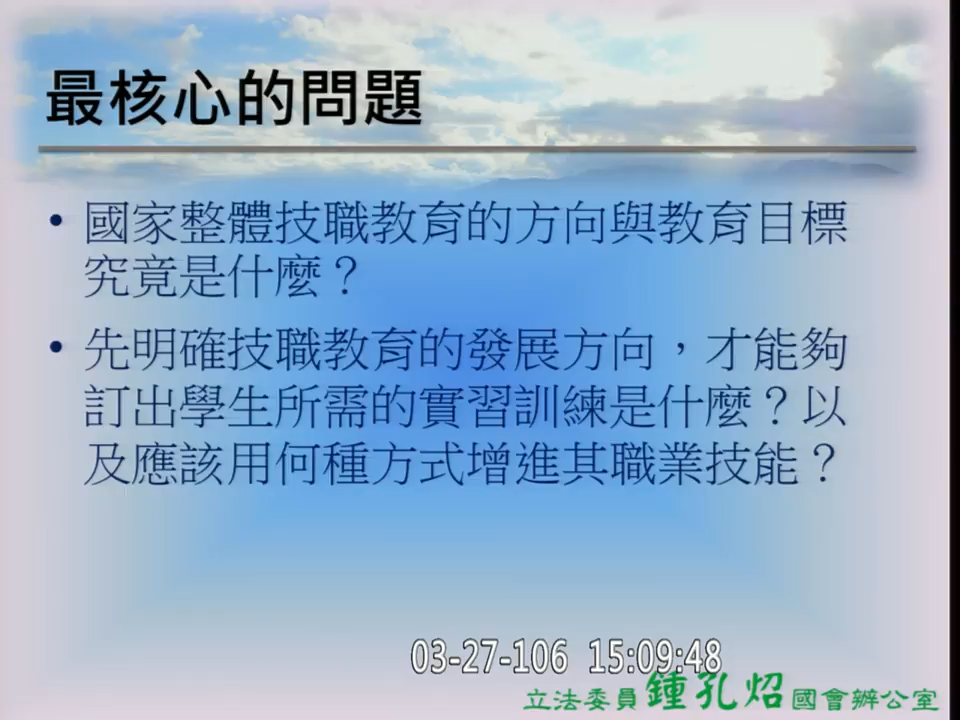 最核心的問題
• 國家整體技職教育的方向與教育目標
究竟是什麼？
• 先明確技職教育的發展方向，才能夠
訂出學生所需的實習訓練是什麼？以
及應該用何種方式增進其職業技能？
03-27-106 15:09:48
立法委員鍾孔炤國會辦公室